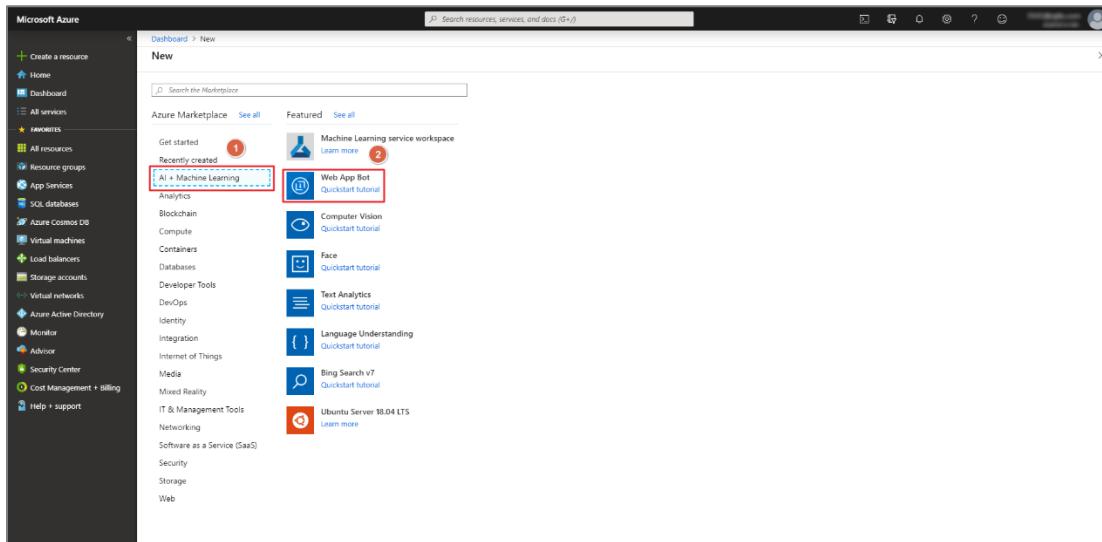 Microsoft Azure
Search resources, services, and docs (G+/)
Create a resource
Home
Dashboard
All services
FAVORITES
All resources
Resource groups
App Services
SQL databases
Azure Cosmos DB
Virtual machines
Load balancers
Storage accounts
Virtual networks
Azure Active Directory
Monitor
Advisor
Security Center
Cost Management + Billing
Help + support
Dashboard > New
New
Search the Marketplace
Azure Marketplace See all
Get started
Recently created
1
AI + Machine Learning
Analytics
Blockchain
Compute
Containers
Databases
Developer Tools
DevOps
Identity
Integration
Internet of Things
Media
Mixed Reality
IT & Management Tools
Networking
Software as a Service (SaaS)
Security
Storage
Web
Featured See all
Machine Learning service workspace
Learn more
2
Web App Bot
Quickstart tutorial
Computer Vision
Quickstart tutorial
Face
Quickstart tutorial
Text Analytics
Quickstart tutorial
Language Understanding
Quickstart tutorial
Bing Search v7
Quickstart tutorial
Ubuntu Server 18.04 LTS
Learn more